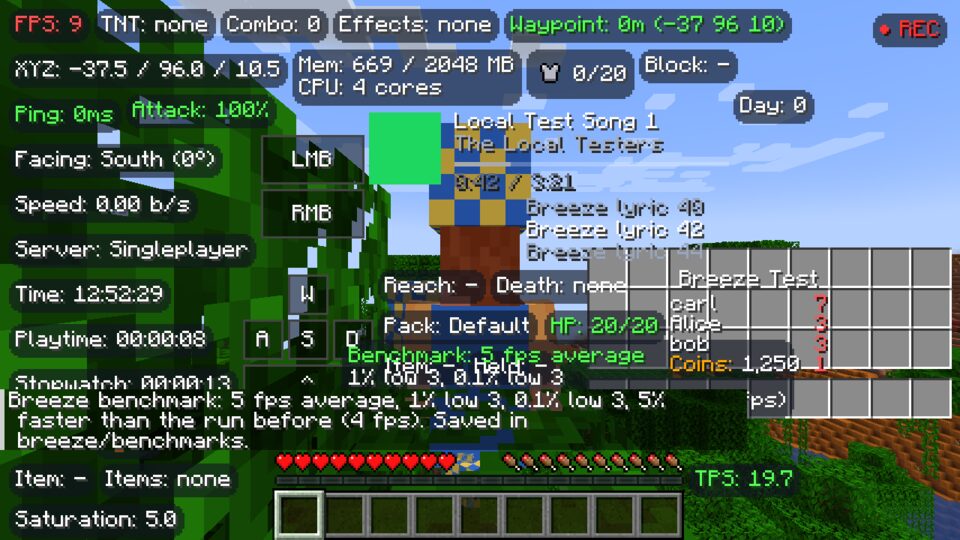 FPS: 9 TNT: none Combo: 0 Effects: none Waypoint: 0m (-37 96 10) REC
XYZ: -37.5 / 96.0 / 10.5
Mem: 669 / 2048 MB
CPU: 4 cores
0/20
Block: -
Day: 0
Ping: 0ms
Attack: 100%
Local Test Song 1
The Local Testers
0:42 / 3:21
Facing: South (0°)
LMB
Speed: 0.00 b/s
RMB
Breeze lyric 40
Breeze lyric 42
Breeze lyric 44
Server: Singleplayer
Reach: - Death: none
Breeze Test
Time: 12:52:29
W
carl 7
Alice 3
bob 3
Coins: 1,250 1
Pack: Default HP: 20/20
Playtime: 00:00:08
A S D
Benchmark: 5 fps average
1% low 3, 0.1% low 3
Item: - Held: -
Stopwatch: 00:00:13
^
Breeze benchmark: 5 fps average, 1% low 3, 0.1% low 3, 5%
faster than the run before (4 fps). Saved in
breeze/benchmarks.
fps)
Item: - Items: none
TPS: 19.7
Saturation: 5.0